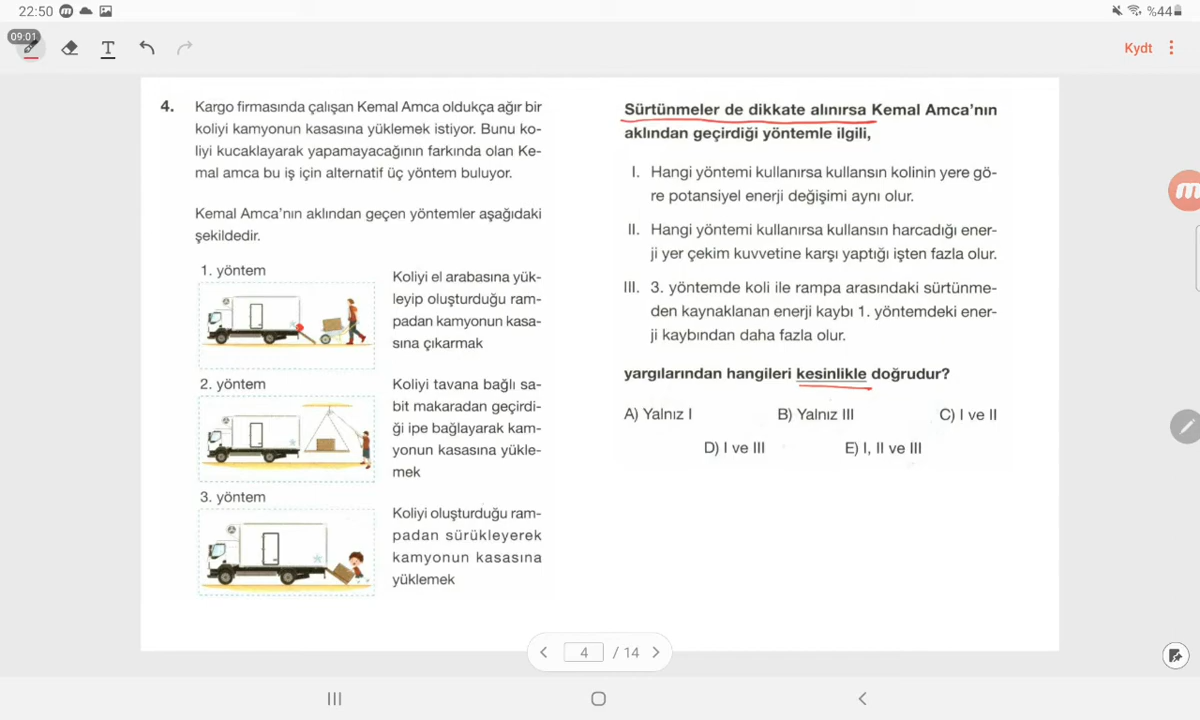 22:50
%44
09:01
T
Kydt
4. Kargo firmasında çalışan Kemal Amca oldukça ağır bir
koliyi kamyonun kasasına yüklemek istiyor. Bunu ko-
liyi kucaklayarak yapamayacağının farkında olan Ke-
mal amca bu iş için alternatif üç yöntem buluyor.
Kemal Amca'nın aklından geçen yöntemler aşağıdaki
şekildedir.
1. yöntem
Koliyi el arabasına yük-
leyip oluşturduğu ram-
padan kamyonun kasa-
sına çıkarmak
2. yöntem
Koliyi tavana bağlı sa-
bit makaradan geçirdi-
ği ipe bağlayarak kam-
yonun kasasına yükle-
mek
3. yöntem
Koliyi oluşturduğu ram-
padan sürükleyerek
kamyonun kasasına
yüklemek
Sürtünmeler de dikkate alınırsa Kemal Amca'nın
aklından geçirdiği yöntemle ilgili,
I. Hangi yöntemi kullanırsa kullansın kolinin yere gö-
re potansiyel enerji değişimi aynı olur.
II. Hangi yöntemi kullanırsa kullansın harcadığı ener-
ji yer çekim kuvvetine karşı yaptığı işten fazla olur.
III. 3. yöntemde koli ile rampa arasındaki sürtünme-
den kaynaklanan enerji kaybı 1. yöntemdeki ener-
ji kaybından daha fazla olur.
yargılarından hangileri kesinlikle doğrudur?
A) Yalnız I B) Yalnız III C) I ve II
D) I ve III E) I, II ve III
4 / 14